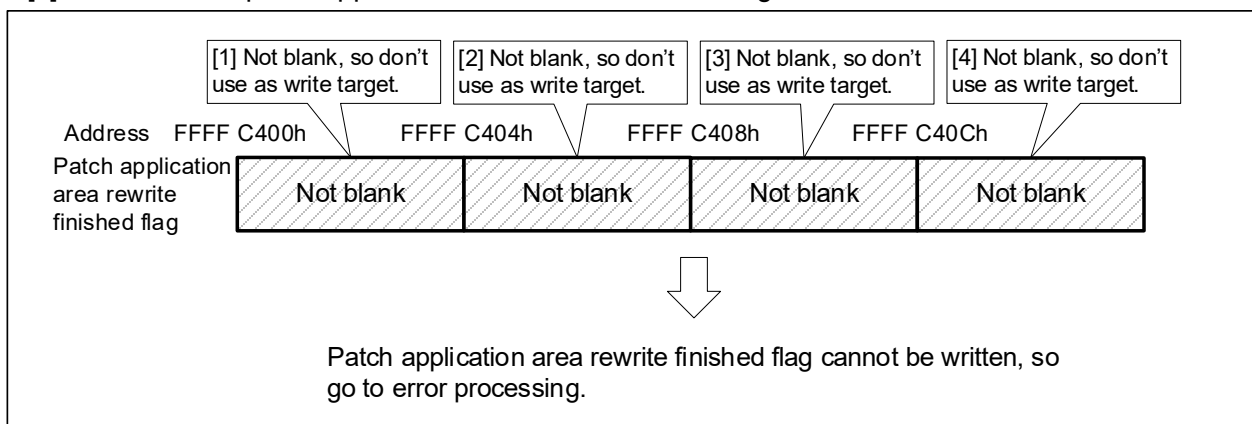 [1] Not blank, so don't
use as write target.
[2] Not blank, so don't
use as write target.
[3] Not blank, so don't
use as write target.
[4] Not blank, so don't
use as write target.
Address FFFF C400h FFFF C404h FFFF C408h FFFF C40Ch
Patch application
area rewrite
finished flag
Not blank Not blank Not blank Not blank
Patch application area rewrite finished flag cannot be written, so
go to error processing.